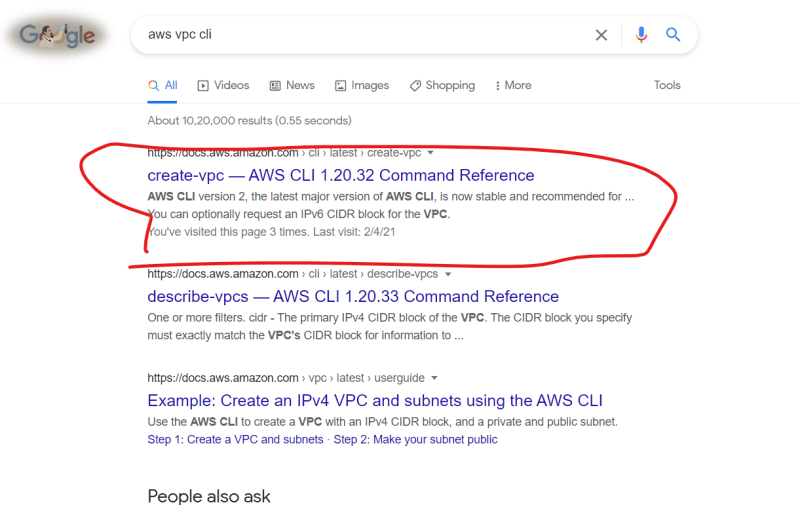 Google
aws vpc cli
All Videos News Images Shopping More Tools
About 10,20,000 results (0.55 seconds)
https://docs.aws.amazon.com › cli › latest › create-vpc
create-vpc — AWS CLI 1.20.32 Command Reference
AWS CLI version 2, the latest major version of AWS CLI, is now stable and recommended for ...
You can optionally request an IPv6 CIDR block for the VPC.
You've visited this page 3 times. Last visit: 2/4/21
https://docs.aws.amazon.com › cli › latest › describe-vpcs
describe-vpcs — AWS CLI 1.20.33 Command Reference
One or more filters. cidr - The primary IPv4 CIDR block of the VPC. The CIDR block you specify
must exactly match the VPC's CIDR block for information to ...
https://docs.aws.amazon.com › vpc › latest › userguide
Example: Create an IPv4 VPC and subnets using the AWS CLI
Use the AWS CLI to create a VPC with an IPv4 CIDR block, and a private and public subnet.
Step 1: Create a VPC and subnets · Step 2: Make your subnet public
People also ask